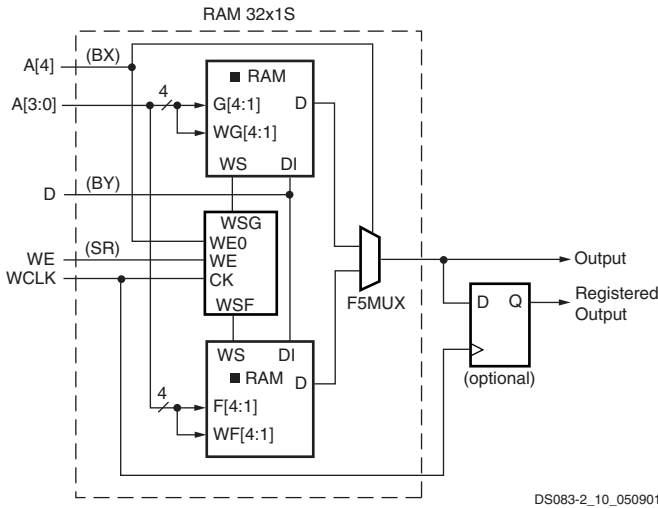 RAM 32x1S
A[4] (BX)
A[3:0]
4
RAM
G[4:1]
D
WG[4:1]
WS DI
D (BY)
WSG
WE0
WE (SR)
WE
WCLK
CK
WSF
F5MUX
Output
D Q
Registered
Output
(optional)
WS DI
RAM
D
4
F[4:1]
WF[4:1]
DS083-2_10_050901